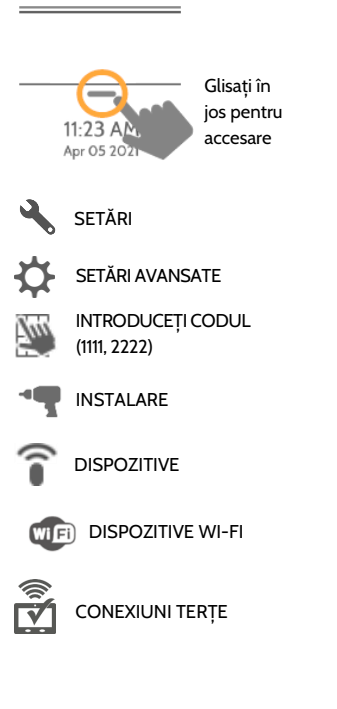 Glisați în
jos pentru
accesare
11:23 AM
Apr 05 2021
SETĂRI
SETĂRI AVANSATE
INTRODUCEȚI CODUL
(1111, 2222)
INSTALARE
DISPOZITIVE
Wi Fi DISPOZITIVE WI-FI
CONEXIUNI TERȚE